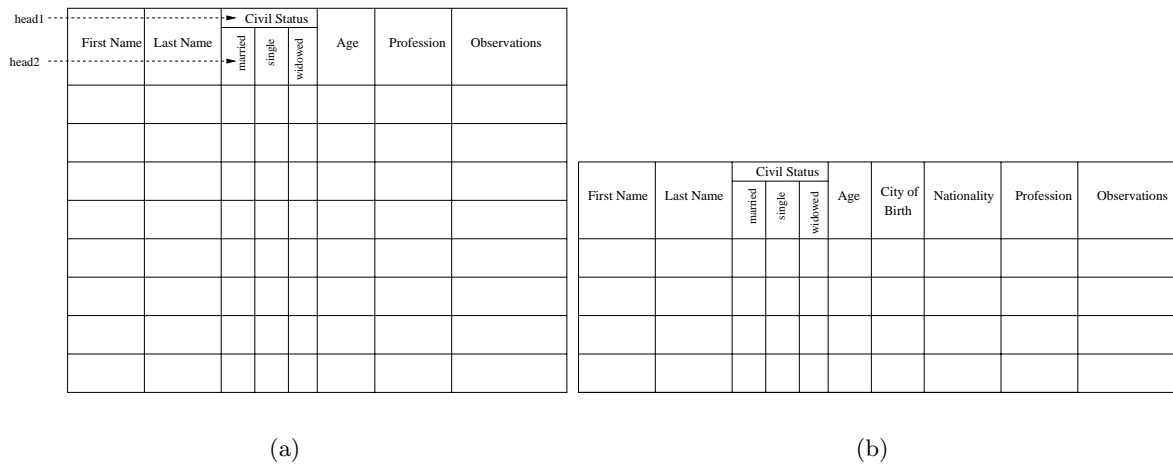 head1
Civil Status
First Name Last Name Age Profession Observations
head2
married single widowed
Civil Status
First Name Last Name Age City of Birth Nationality Profession Observations
married single widowed
(a) (b)